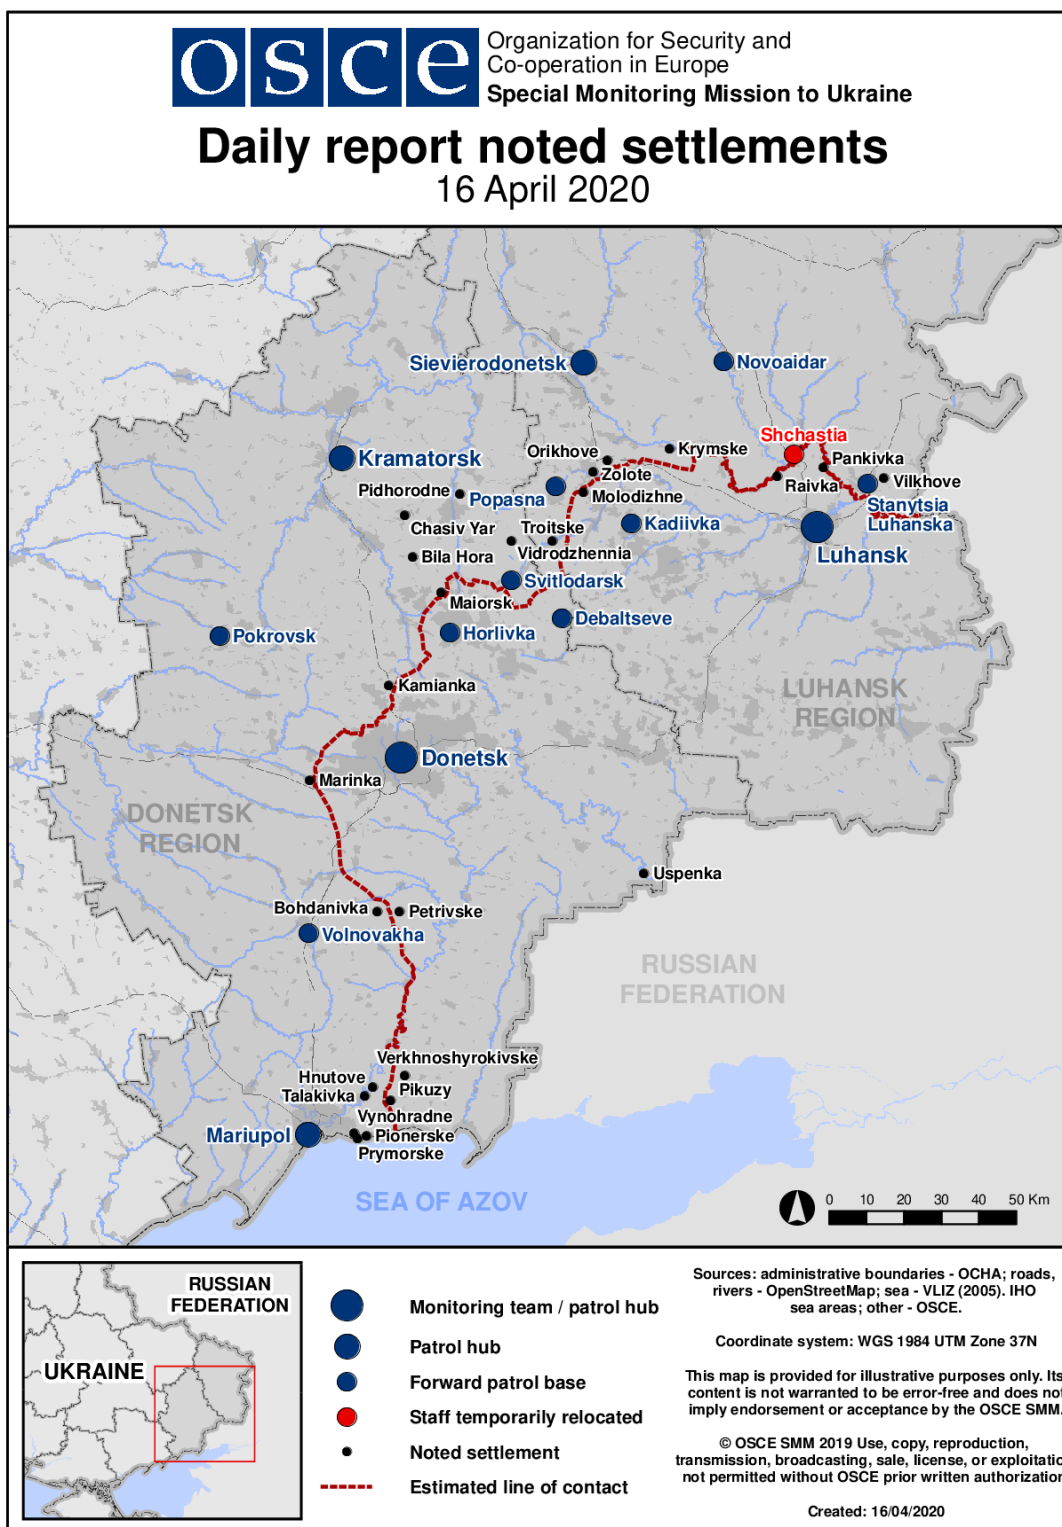 osce
Organization for Security and
Co-operation in Europe
Special Monitoring Mission to Ukraine
Daily report noted settlements
16 April 2020
Sievierodonetsk
Novoaidar
Shchastia
Krymske
Orikhove
Kramatorsk
Pankivka
Zolote
Raivka
Vilkhove
Pidhorodne
Popasna
Molodizhne
Stanytsia
Luhanska
Chasiv Yar
Troitske
Kadiivka
Bila Hora
Vidrodzhennia
Luhansk
Svitlodarsk
Maiorsk
Debaltseve
Pokrovsk
Horlivka
Kamianka
LUHANSK
REGION
Donetsk
Marinka
DONETSK
REGION
Uspenka
Bohdanivka
Petrivske
Volnovakha
RUSSIAN
FEDERATION
Verkhnoshyrokivske
Hnutove
Pikuzy
Talakivka
Vynohradne
Mariupol
Pionerske
Prymorske
SEA OF AZOV
0 10 20 30 40 50 Km
RUSSIAN
FEDERATION
UKRAINE
Monitoring team / patrol hub
Patrol hub
Forward patrol base
Staff temporarily relocated
Noted settlement
Estimated line of contact
Sources: administrative boundaries - OCHA; roads,
rivers - OpenStreetMap; sea - VLIZ (2005). IHO
sea areas; other - OSCE.
Coordinate system: WGS 1984 UTM Zone 37N
This map is provided for illustrative purposes only. Its
content is not warranted to be error-free and does not
imply endorsement or acceptance by the OSCE SMM.
© OSCE SMM 2019 Use, copy, reproduction,
transmission, broadcasting, sale, license, or exploitatio
not permitted without OSCE prior written authorization
Created: 16/04/2020